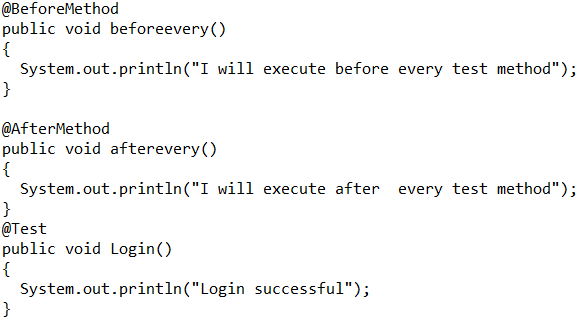 @BeforeMethod
public void beforeevery()
{
  System.out.println("I will execute before every test method");
}

@AfterMethod
public void afterevery()
{
  System.out.println("I will execute after  every test method");
}
@Test
public void Login()
{
  System.out.println("Login successful");
}